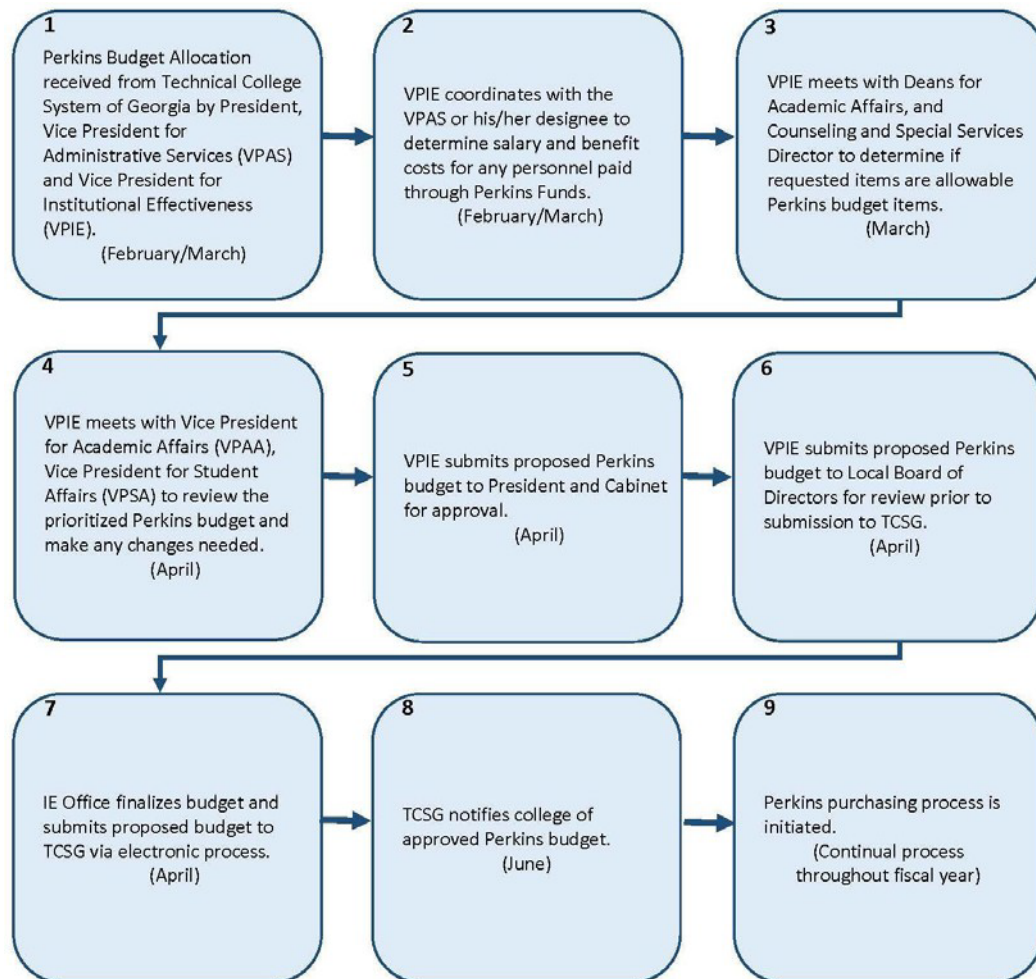 1
Perkins Budget Allocation
received from Technical College
System of Georgia by President,
Vice President for
Administrative Services (VPAS)
and Vice President for
Institutional Effectiveness
(VPIE).
(February/March)
2
VPIE coordinates with the
VPAS or his/her designee to
determine salary and benefit
costs for any personnel paid
through Perkins Funds.
(February/March)
3
VPIE meets with Deans for
Academic Affairs, and
Counseling and Special Services
Director to determine if
requested items are allowable
Perkins budget items.
(March)
4
VPIE meets with Vice President
for Academic Affairs (VPAA),
Vice President for Student
Affairs (VPSA) to review the
prioritized Perkins budget and
make any changes needed.
(April)
5
VPIE submits proposed Perkins
budget to President and Cabinet
for approval.
(April)
6
VPIE submits proposed Perkins
budget to Local Board of
Directors for review prior to
submission to TCSG.
(April)
7
IE Office finalizes budget and
submits proposed budget to
TCSG via electronic process.
(April)
8
TCSG notifies college of
approved Perkins budget.
(June)
9
Perkins purchasing process is
initiated.
(Continual process
throughout fiscal year)